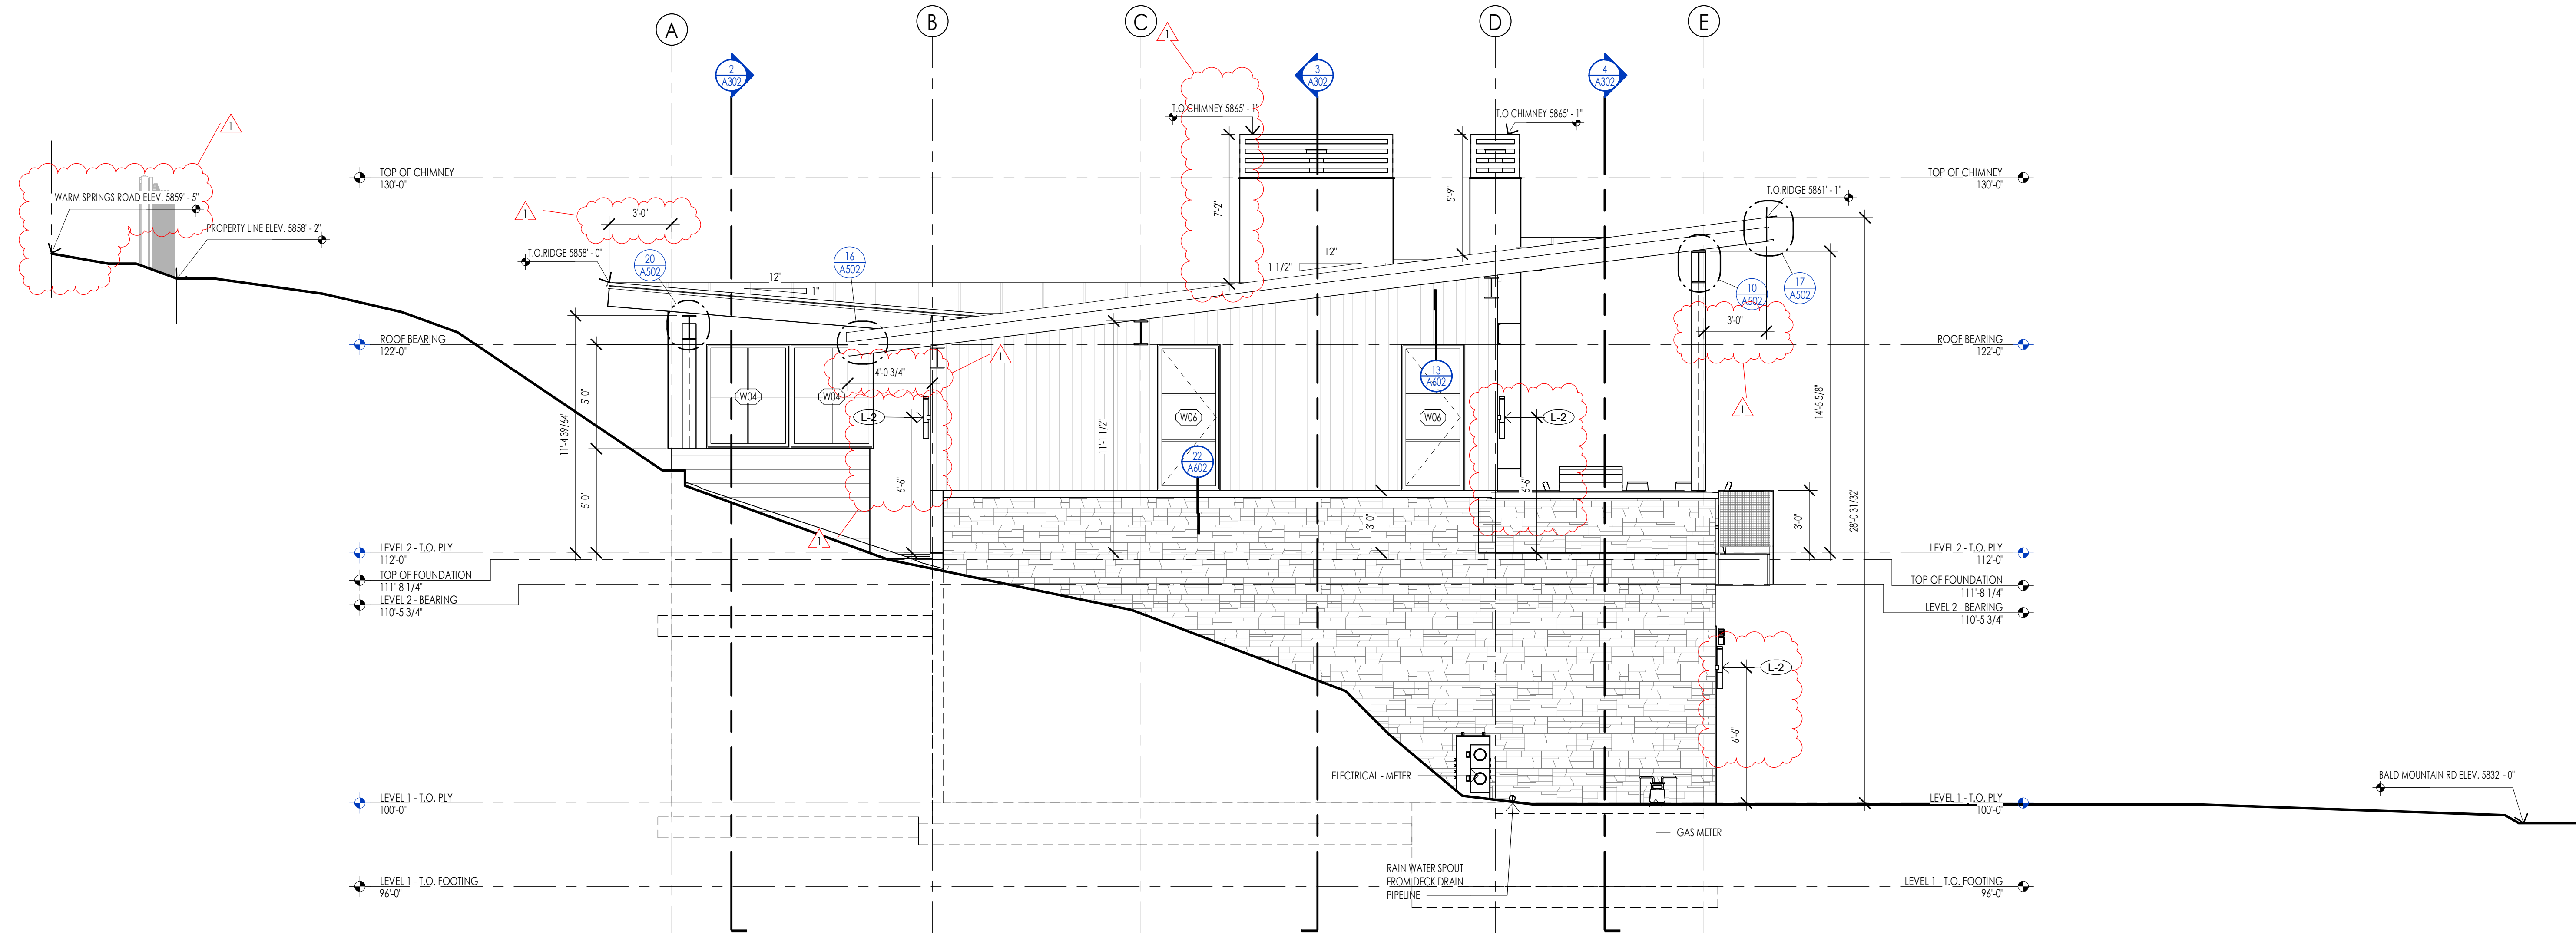 A
B
C
D
E
1
2
A302
3
A302
4
A302
1
T.O.CHIMNEY 5865' - 1"
T.O CHIMNEY 5865' - 1"
TOP OF CHIMNEY
130'-0"
TOP OF CHIMNEY
130'-0"
WARM SPRINGS ROAD ELEV. 5859' - 5"
PROPERTY LINE ELEV. 5858' - 2"
1
3'-0"
T.O.RIDGE 5858' - 0"
20
A502
16
A502
7'-2"
5'-9"
T.O.RIDGE 5861' - 1"
12"
1"
12"
1 1/2"
10
A502
17
A502
3'-0"
1
ROOF BEARING
122'-0"
ROOF BEARING
122'-0"
1
4'-0 3/4"
W04
W04
L-2
W06
13
A602
W06
L-2
22
A602
11'-4 39/64"
5'-0"
5'-0"
6'-6"
11'-1 1/2"
3'-0"
6'-6"
3'-0"
14'-5 5/8"
28'-0 31/32"
1
LEVEL 2 - T.O. PLY
112'-0"
TOP OF FOUNDATION
111'-8 1/4"
LEVEL 2 - BEARING
110'-5 3/4"
LEVEL 2 - T.O. PLY
112'-0"
TOP OF FOUNDATION
111'-8 1/4"
LEVEL 2 - BEARING
110'-5 3/4"
L-2
6'-6"
ELECTRICAL - METER
GAS METER
RAIN WATER SPOUT
FROM DECK DRAIN
PIPELINE
BALD MOUNTAIN RD ELEV. 5832' - 0"
LEVEL 1 - T.O. PLY
100'-0"
LEVEL 1 - T.O. PLY
100'-0"
LEVEL 1 - T.O. FOOTING
96'-0"
LEVEL 1 - T.O. FOOTING
96'-0"